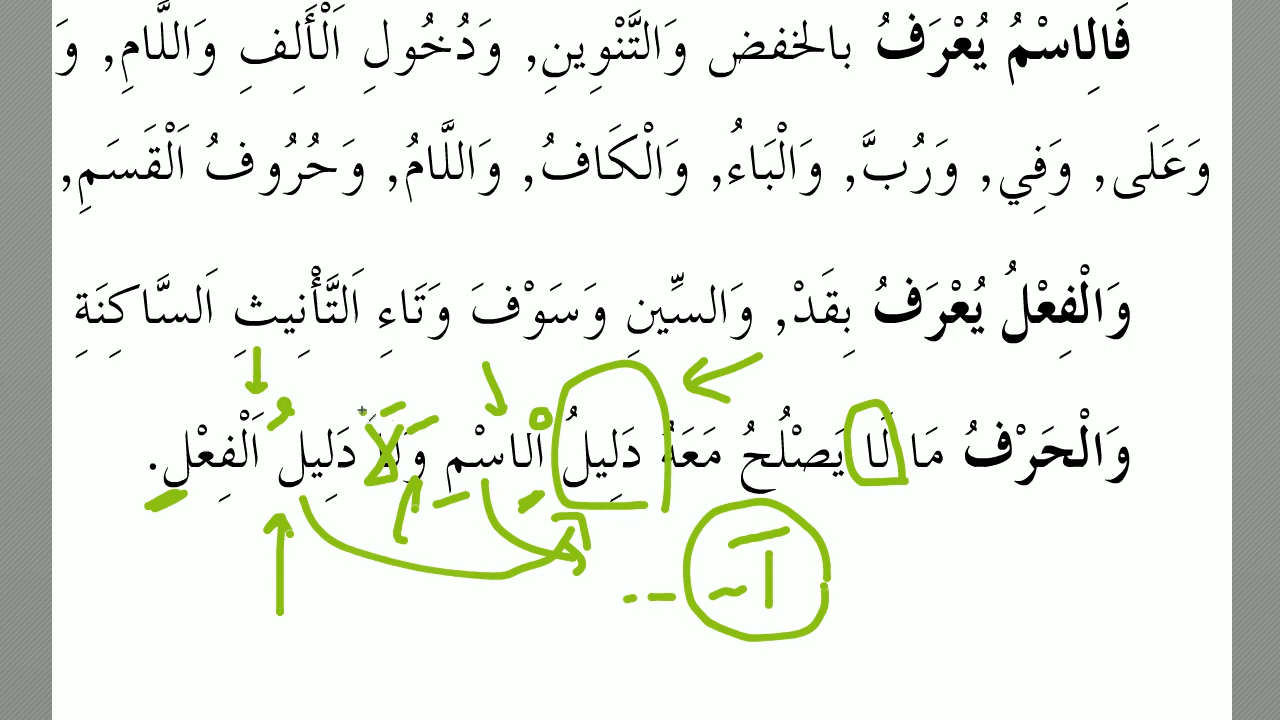 فَالِاسْمُ يُعْرَفُ بالخفض وَالتَّنْوِينِ, وَدُخُولِ اَلْأَلِفِ وَاللَّامِ, وَ
وَعَلَى, وَفِي, وَرُبَّ, وَالْبَاءُ, وَالْكَافُ, وَاللَّامُ, وَحُرُوفُ اَلْقَسَمِ,
وَالْفِعْلُ يُعْرَفُ بِقَدْ, وَالسِّينِ وَسَوْفَ وَتَاءِ اَلتَّأْنِيثِ اَلسَّاكِنَةِ
وَالْحَرْفُ مَا لَا يَصْلُحُ مَعَهُ دَلِيلُ اَلِاسْمِ وَلَا دَلِيلُ اَلْفِعْلِ.